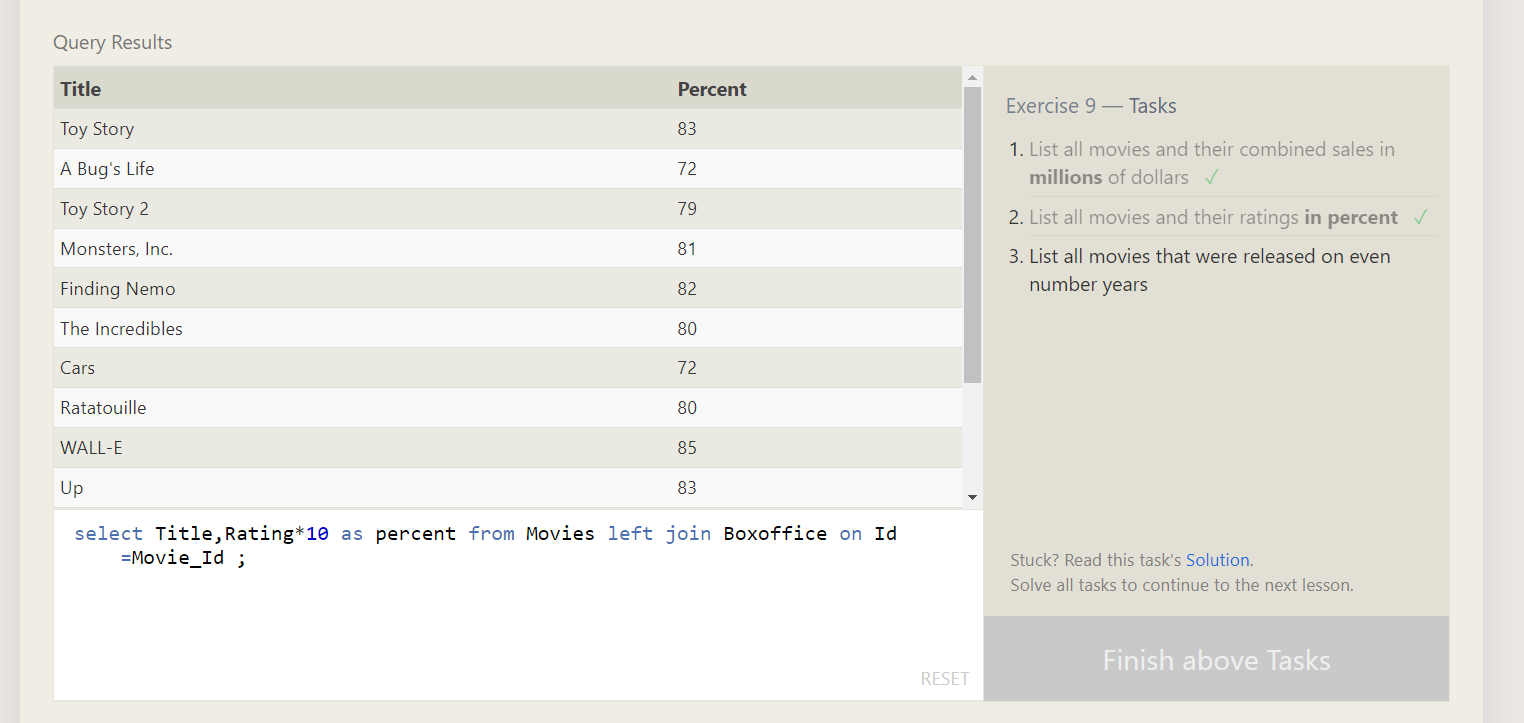 Query Results
Title Percent
Toy Story 83
A Bug's Life 72
Toy Story 2 79
Monsters, Inc. 81
Finding Nemo 82
The Incredibles 80
Cars 72
Ratatouille 80
WALL-E 85
Up 83
select Title,Rating*10 as percent from Movies left join Boxoffice on Id
=Movie_Id ;
RESET
Exercise 9 — Tasks
1. List all movies and their combined sales in
millions of dollars ✓
2. List all movies and their ratings in percent ✓
3. List all movies that were released on even
number years
Stuck? Read this task's Solution.
Solve all tasks to continue to the next lesson.
Finish above Tasks